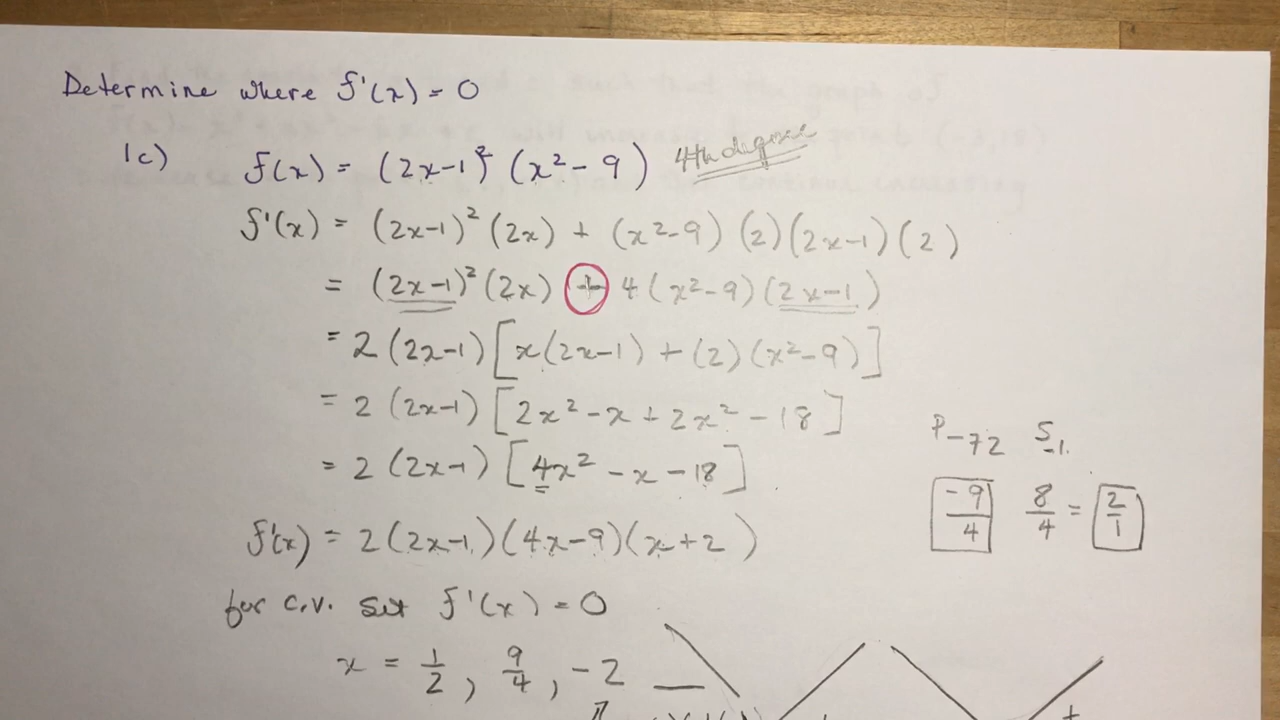 Determine where f'(x) = 0
1c) f(x) = (2x-1)² (x² - 9) 4th degree
f'(x) = (2x-1)² (2x) + (x²-9) (2)(2x-1)(2)
= (2x-1)² (2x) + 4 (x²-9)(2x-1)
= 2 (2x-1) [x(2x-1) + (2)(x²-9)]
= 2 (2x-1) [2x² - x + 2x² - 18]
= 2 (2x-1) [4x² - x - 18]
P -72 S -1.
-9/4 8/4 = 2/1
f'(x) = 2(2x-1)(4x-9)(x+2)
for c.v. set f'(x) = 0
x = 1/2, 9/4, -2